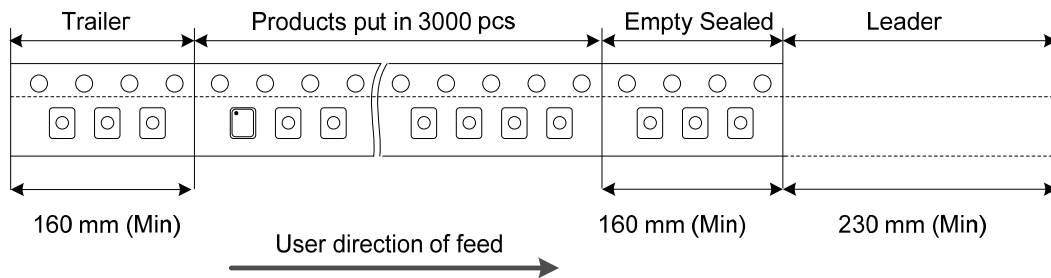 Trailer
Products put in 3000 pcs
Empty Sealed
Leader
160 mm (Min)
160 mm (Min)
230 mm (Min)
User direction of feed